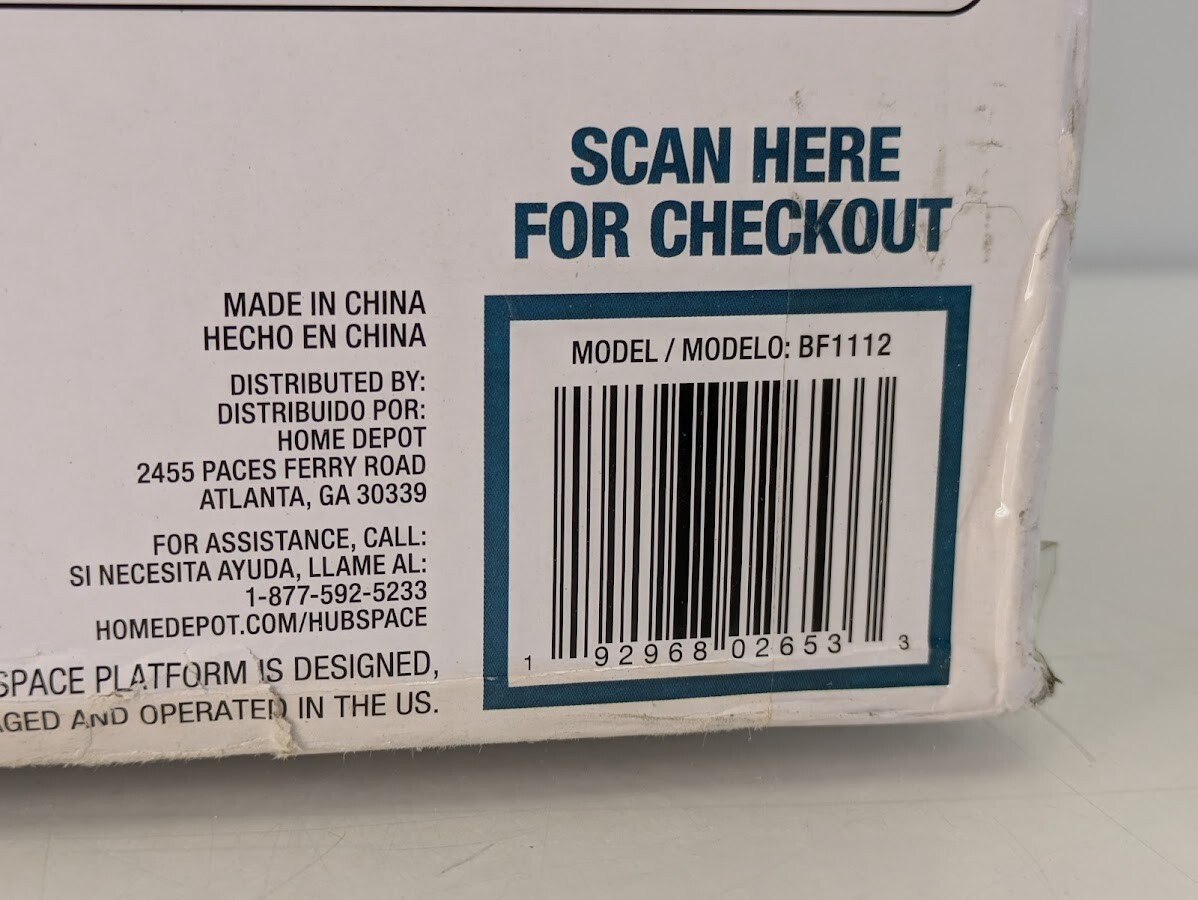 SCAN HERE
FOR CHECKOUT
MADE IN CHINA
HECHO EN CHINA
DISTRIBUTED BY:
DISTRIBUIDO POR:
HOME DEPOT
2455 PACES FERRY ROAD
ATLANTA, GA 30339
FOR ASSISTANCE, CALL:
SI NECESITA AYUDA, LLAME AL:
1-877-592-5233
HOMEDEPOT.COM/HUBSPACE
SPACE PLATFORM IS DESIGNED,
AGED AND OPERATED IN THE US.
MODEL / MODELO: BF1112
1 92968 02653 3